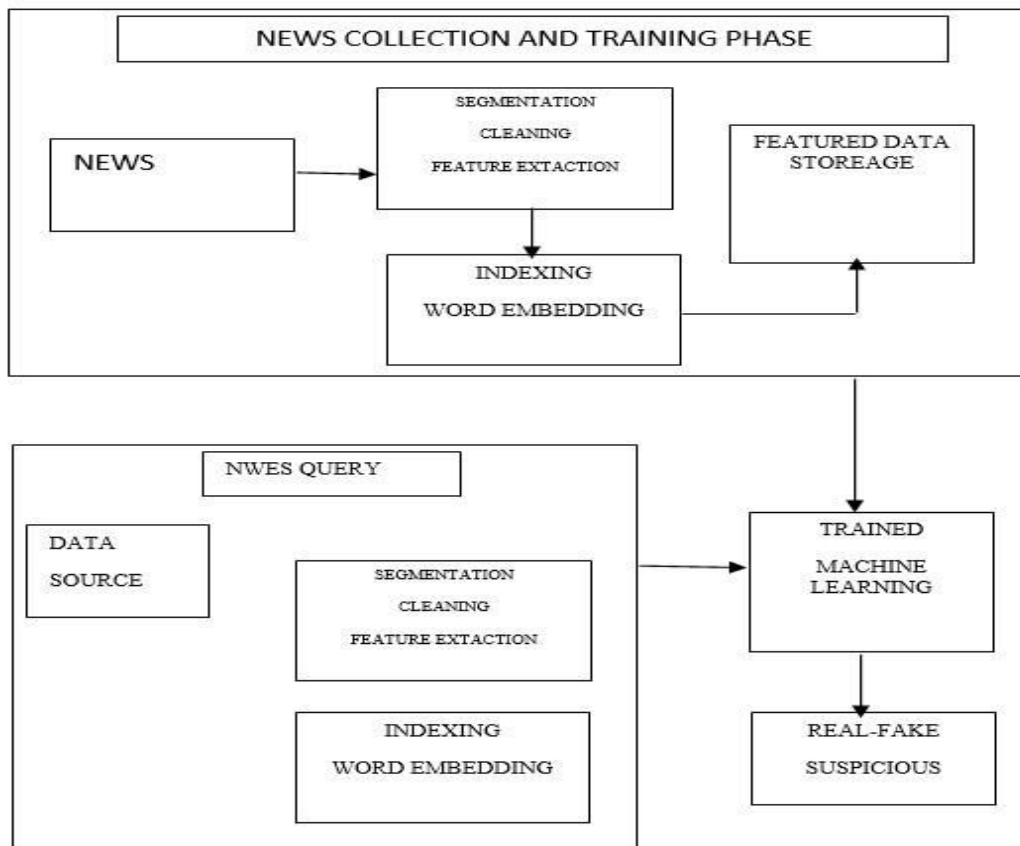 NEWS COLLECTION AND TRAINING PHASE
SEGMENTATION
CLEANING
FEATURE EXTACTION
NEWS
FEATURED DATA
STOREAGE
INDEXING
WORD EMBEDDING
NWES QUERY
DATA
SOURCE
SEGMENTATION
CLEANING
FEATURE EXTACTION
INDEXING
WORD EMBEDDING
TRAINED
MACHINE
LEARNING
REAL-FAKE
SUSPICIOUS